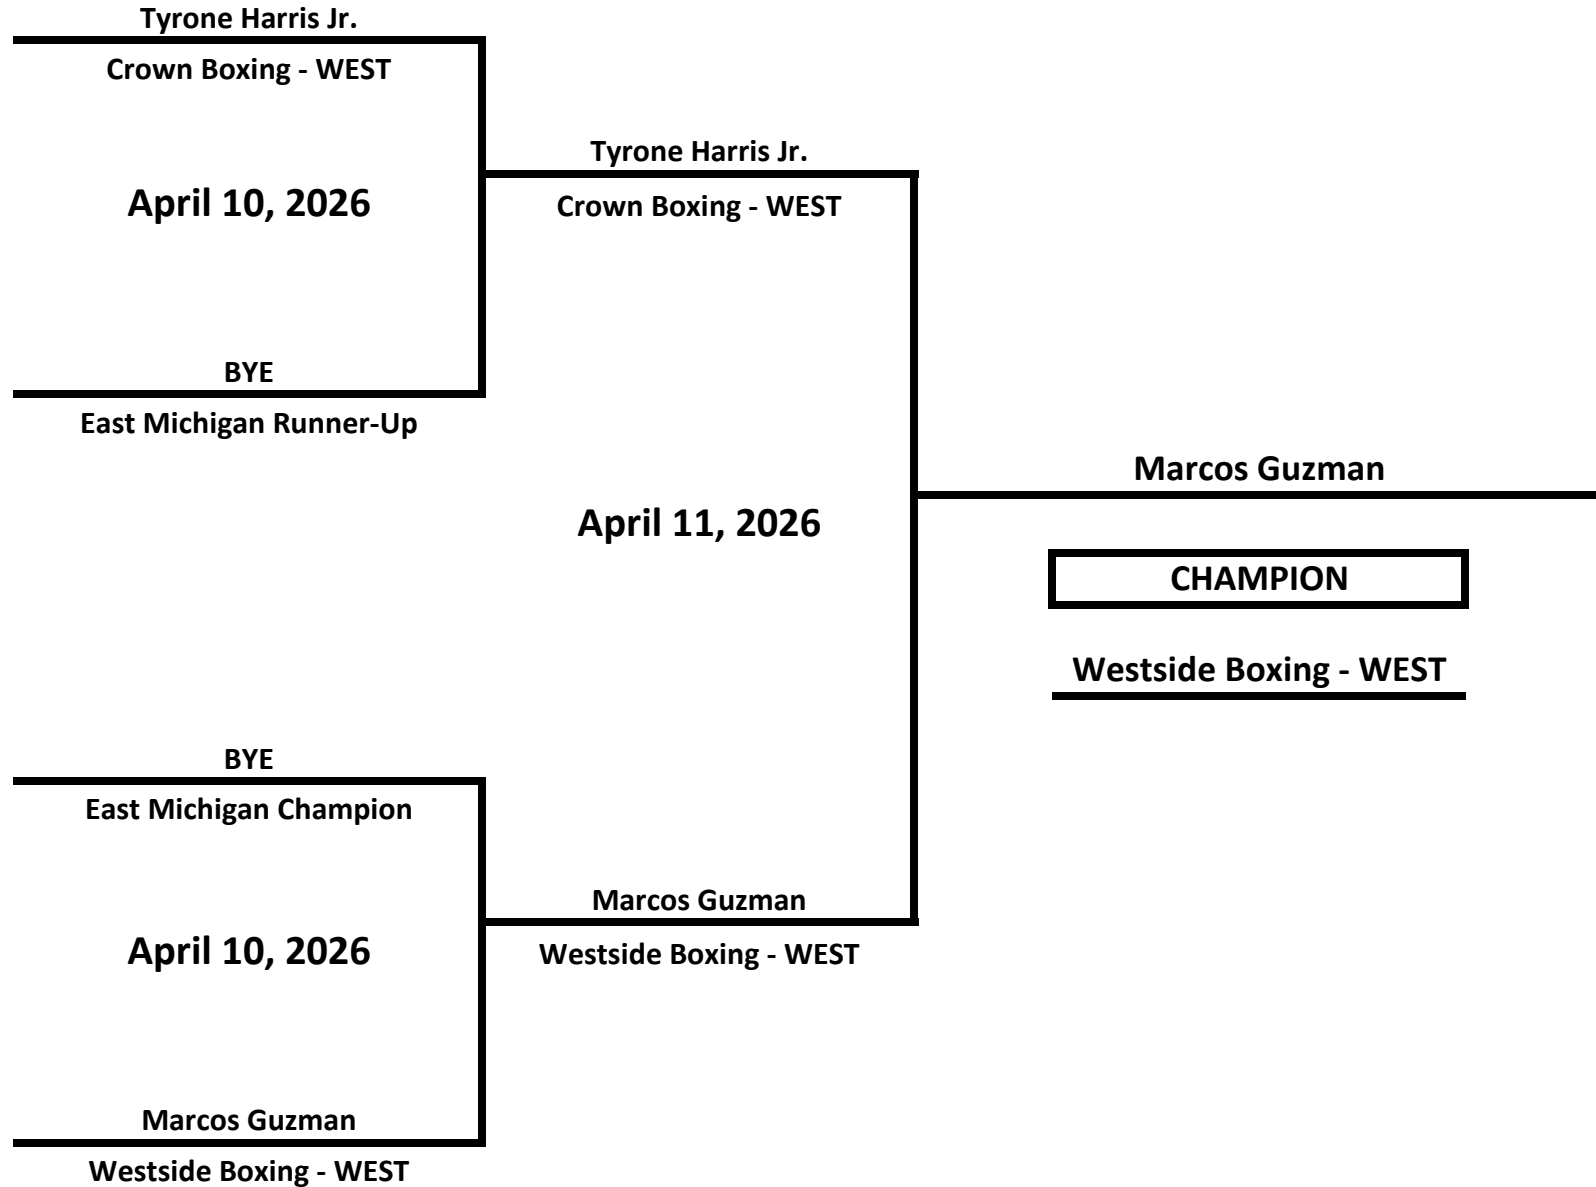 Tyrone Harris Jr.
Crown Boxing - WEST
April 10, 2026
BYE
East Michigan Runner-Up
Tyrone Harris Jr.
Crown Boxing - WEST
April 11, 2026
BYE
East Michigan Champion
April 10, 2026
Marcos Guzman
Westside Boxing - WEST
Marcos Guzman
Westside Boxing - WEST
Marcos Guzman
CHAMPION
Westside Boxing - WEST